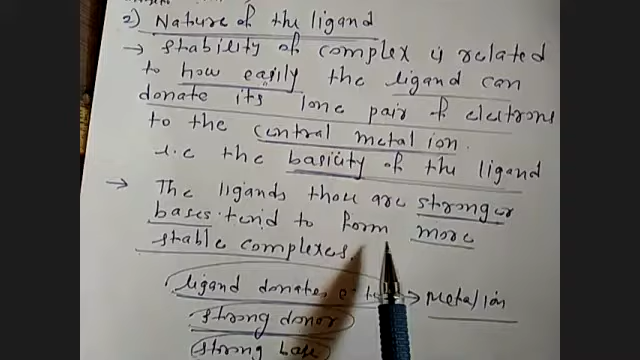 2) Nature of the ligand
→ stability of complex is related
to how easily the ligand can
donate its lone pair of electrons
to the central metal ion.
i.e the basicity of the ligand
→ The ligands those are stronger
bases tend to form more
stable complexes.
ligand donates → metal ion
strong donor
strong base